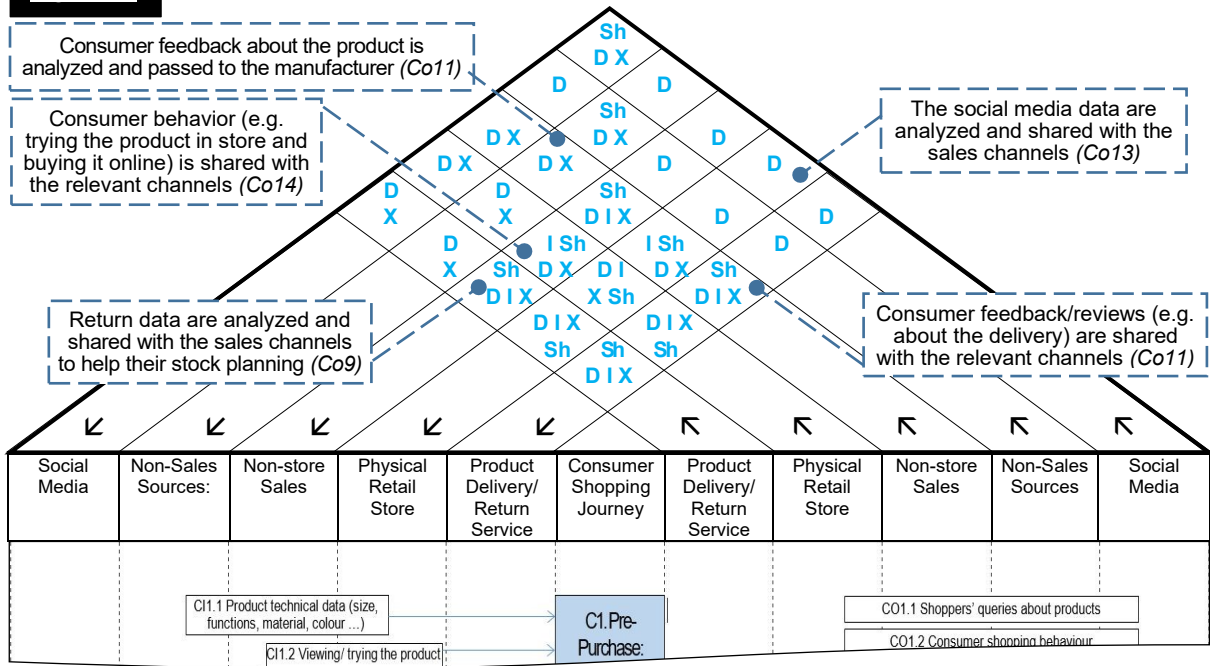 Consumer feedback about the product is
analyzed and passed to the manufacturer (Co11)
Consumer behavior (e.g.
trying the product in store and
buying it online) is shared with
the relevant channels (Co14)
Return data are analyzed and
shared with the sales channels
to help their stock planning (Co9)
The social media data are
analyzed and shared with the
sales channels (Co13)
Consumer feedback/reviews (e.g.
about the delivery) are shared
with the relevant channels (Co11)
Sh
D X
D D
Sh
D X D X D
D X D X D D
D Sh
X D X D I X D D
D I Sh I Sh D
X Sh D X D I D X Sh
D I X X Sh D I X
D I X D I X
Sh Sh Sh
D I X
Social
Media
Non-Sales
Sources:
Non-store
Sales
Physical
Retail
Store
Product
Delivery/
Return
Service
Consumer
Shopping
Journey
Product
Delivery/
Return
Service
Physical
Retail
Store
Non-store
Sales
Non-Sales
Sources
Social
Media
CI1.1 Product technical data (size,
functions, material, colour ...)
CI1.2 Viewing/ trying the product
C1.Pre-
Purchase:
CO1.1 Shoppers' queries about products
CO1.2 Consumer shopping behaviour